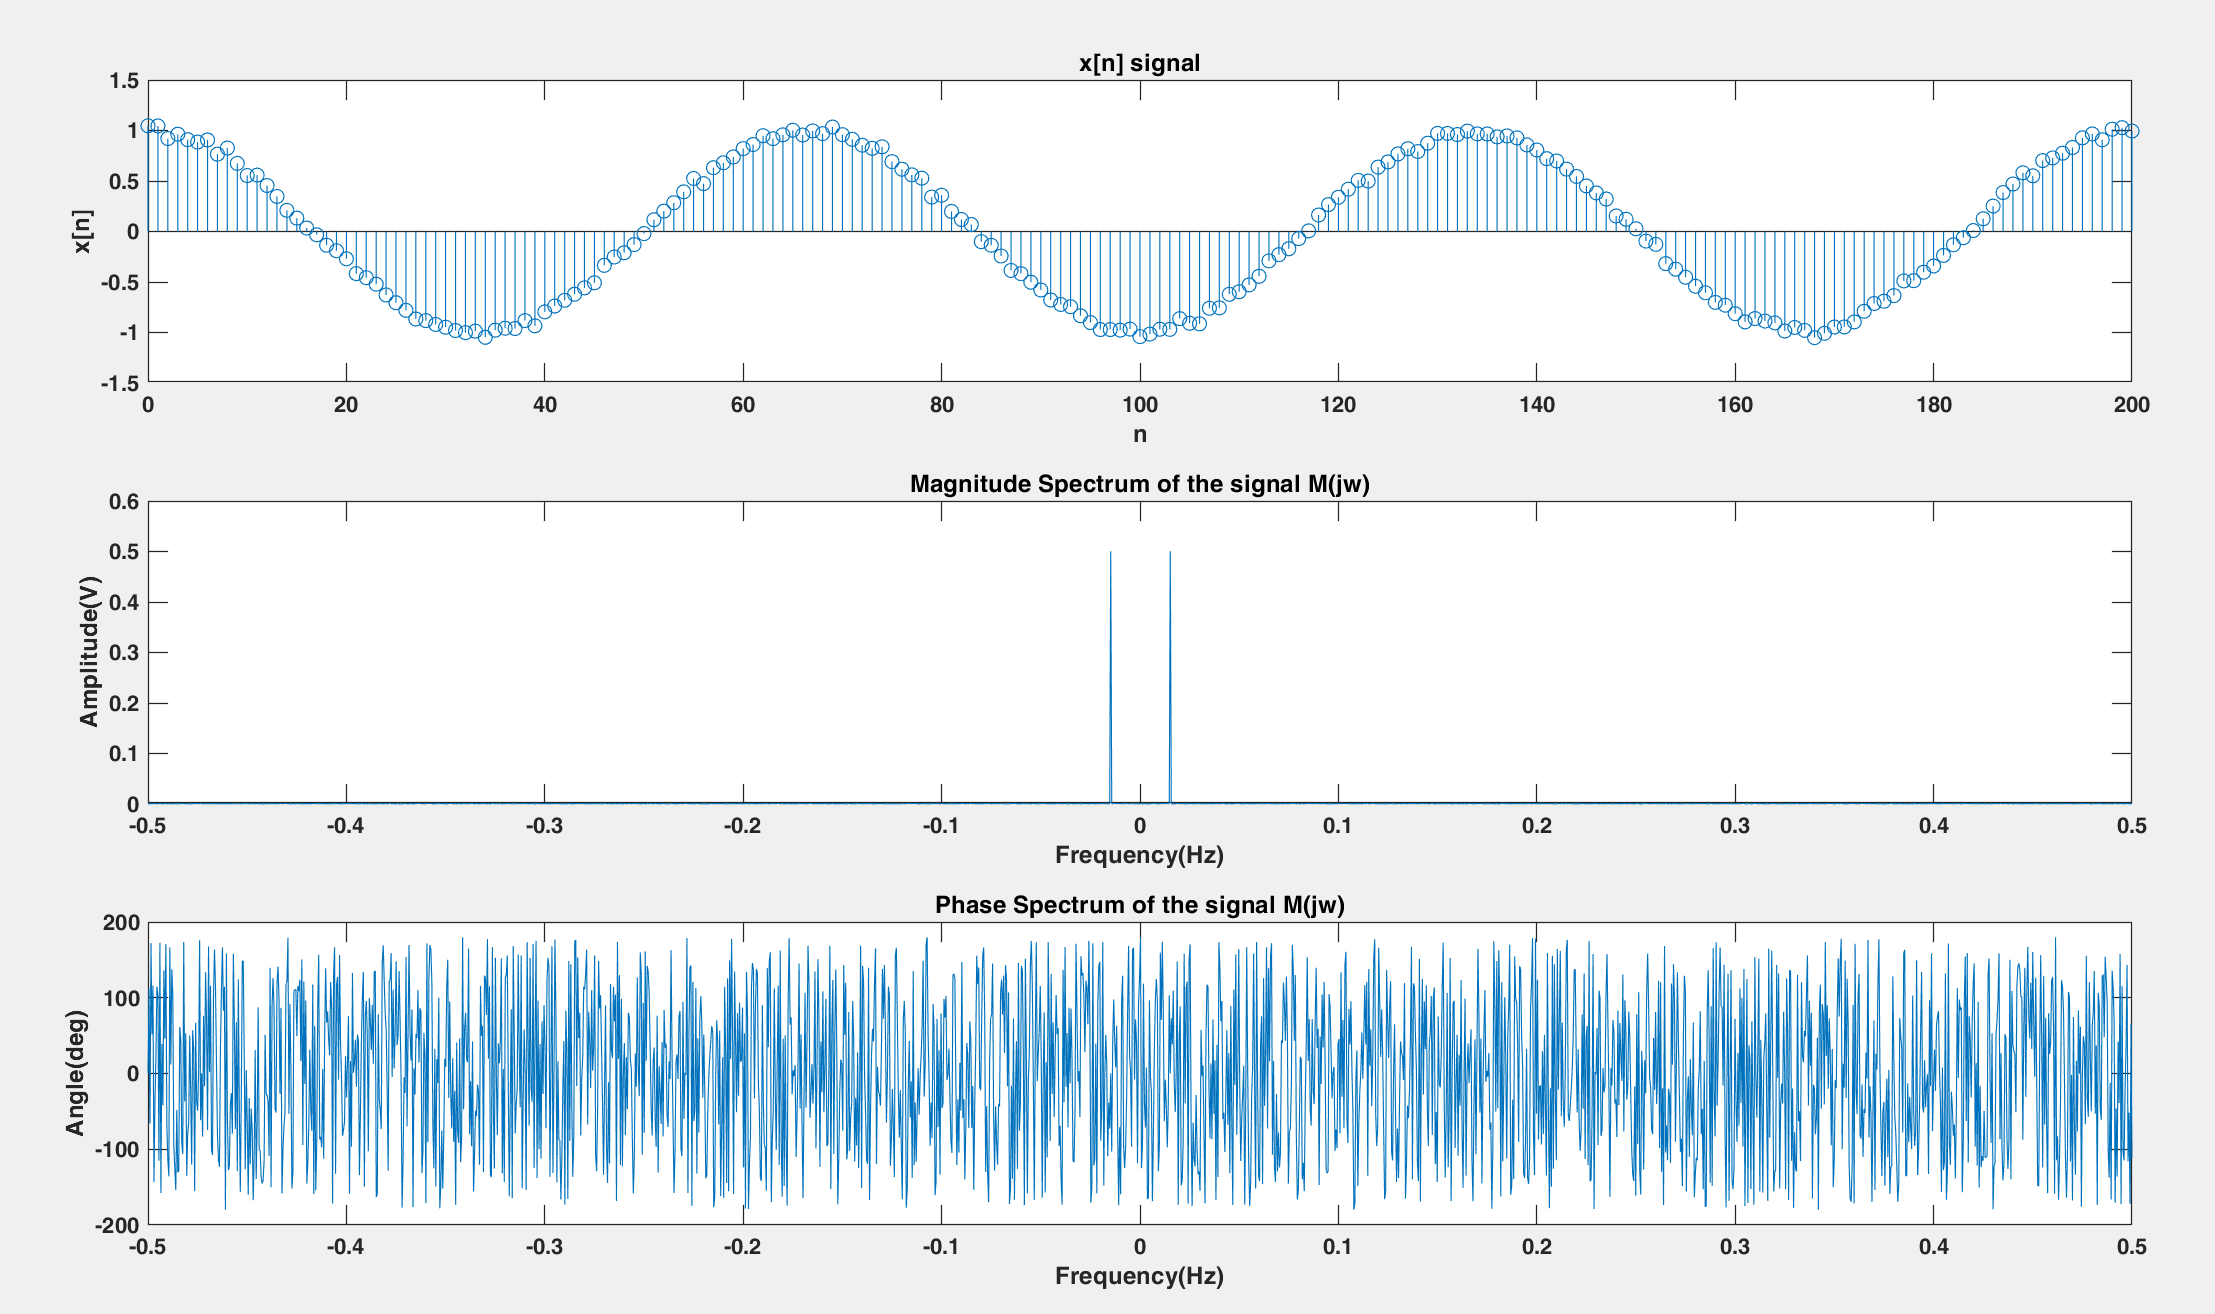 x[n] signal
1.5
1
0.5
0
-0.5
-1
-1.5
x[n]
0 20 40 60 80 100 120 140 160 180 200
n
Magnitude Spectrum of the signal M(jw)
0.6
0.5
0.4
0.3
0.2
0.1
0
Amplitude(V)
-0.5 -0.4 -0.3 -0.2 -0.1 0 0.1 0.2 0.3 0.4 0.5
Frequency(Hz)
Phase Spectrum of the signal M(jw)
200
100
0
-100
-200
Angle(deg)
-0.5 -0.4 -0.3 -0.2 -0.1 0 0.1 0.2 0.3 0.4 0.5
Frequency(Hz)